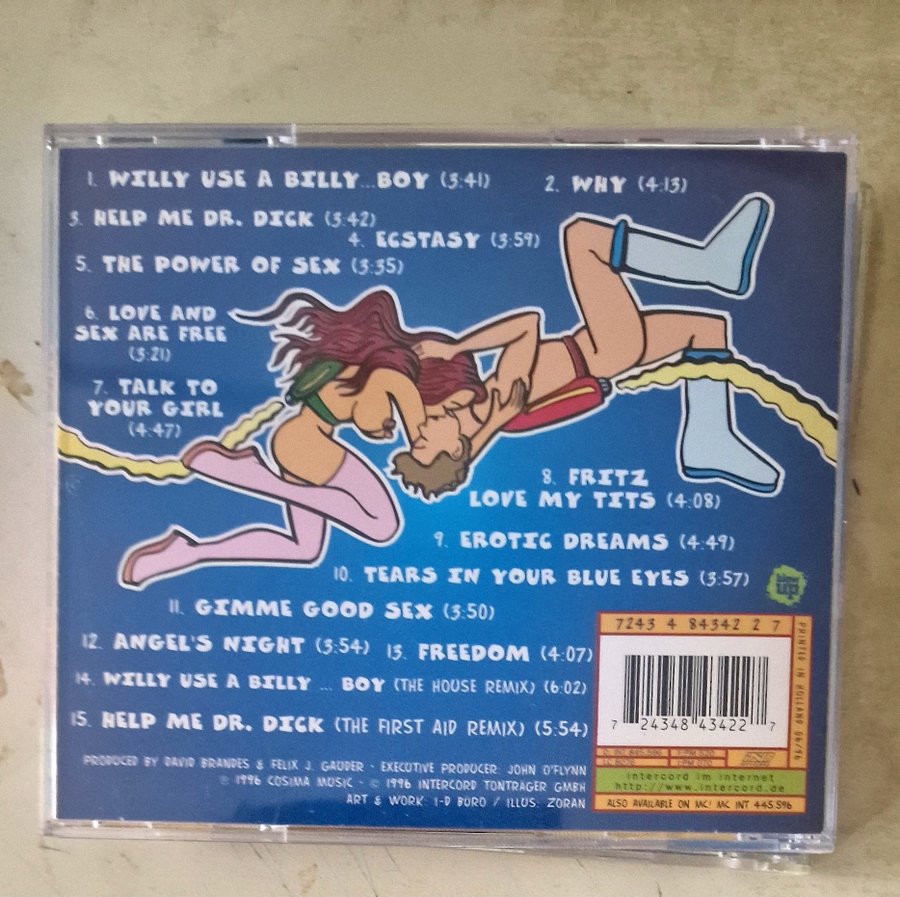 1. WILLY USE A BILLY...BOY (3:41)
2. WHY (4:13)
3. HELP ME DR. DICK (3:42)
4. ECSTASY (3:59)
5. THE POWER OF SEX (3:35)
6. LOVE AND
SEX ARE FREE
(3:21)
7. TALK TO
YOUR GIRL
(4:47)
8. FRITZ
LOVE MY TITS (4:08)
9. EROTIC DREAMS (4:49)
10. TEARS IN YOUR BLUE EYES (3:57)
Blow
up
11. GIMME GOOD SEX (3:50)
12. ANGEL'S NIGHT (3:54) 13. FREEDOM (4:07)
14. WILLY USE A BILLY ... BOY (THE HOUSE REMIX) (6:02)
15. HELP ME DR. DICK (THE FIRST AID REMIX) (5:54)
PRODUCED BY DAVID BRANDES & FELIX J. GAUDER · EXECUTIVE PRODUCER: JOHN O'FLYNN
℗ 1996 COSIMA MUSIC · © 1996 INTERCORD TONTRÄGER GMBH
ART & WORK: I-D BÜRO / ILLUS: ZORAN
7243 4 84342 2 7
PRINTED IN HOLLAND 06/96
7 24348 43422 7
intercord im internet
http://www.intercord.de
ALSO AVAILABLE ON MC! MC INT 445.596